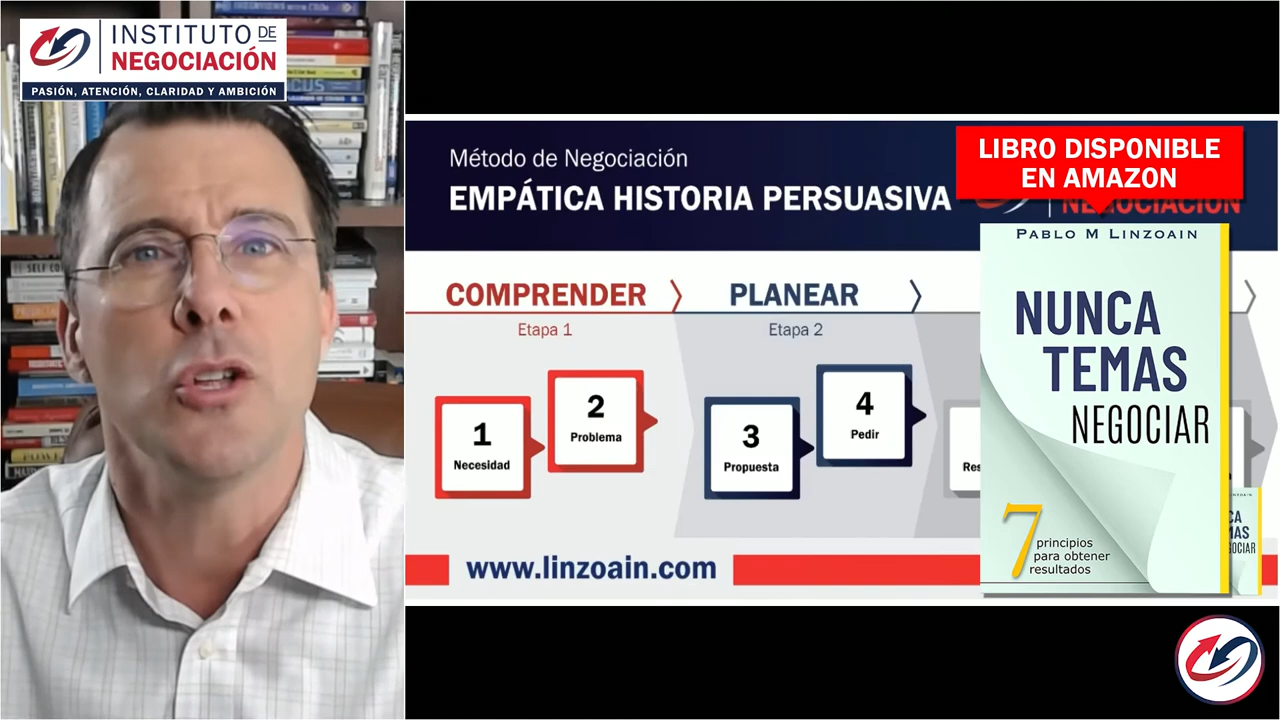 INSTITUTO DE
NEGOCIACIÓN
PASIÓN, ATENCIÓN, CLARIDAD Y AMBICIÓN
Método de Negociación
EMPÁTICA HISTORIA PERSUASIVA
NEGOCIACIÓN
LIBRO DISPONIBLE
EN AMAZON
COMPRENDER
Etapa 1
PLANEAR
Etapa 2
1
Necesidad
2
Problema
3
Propuesta
4
Pedir
www.linzoain.com
PABLO M LINZOAIN
NUNCA
TEMAS
NEGOCIAR
7 principios
para obtener
resultados